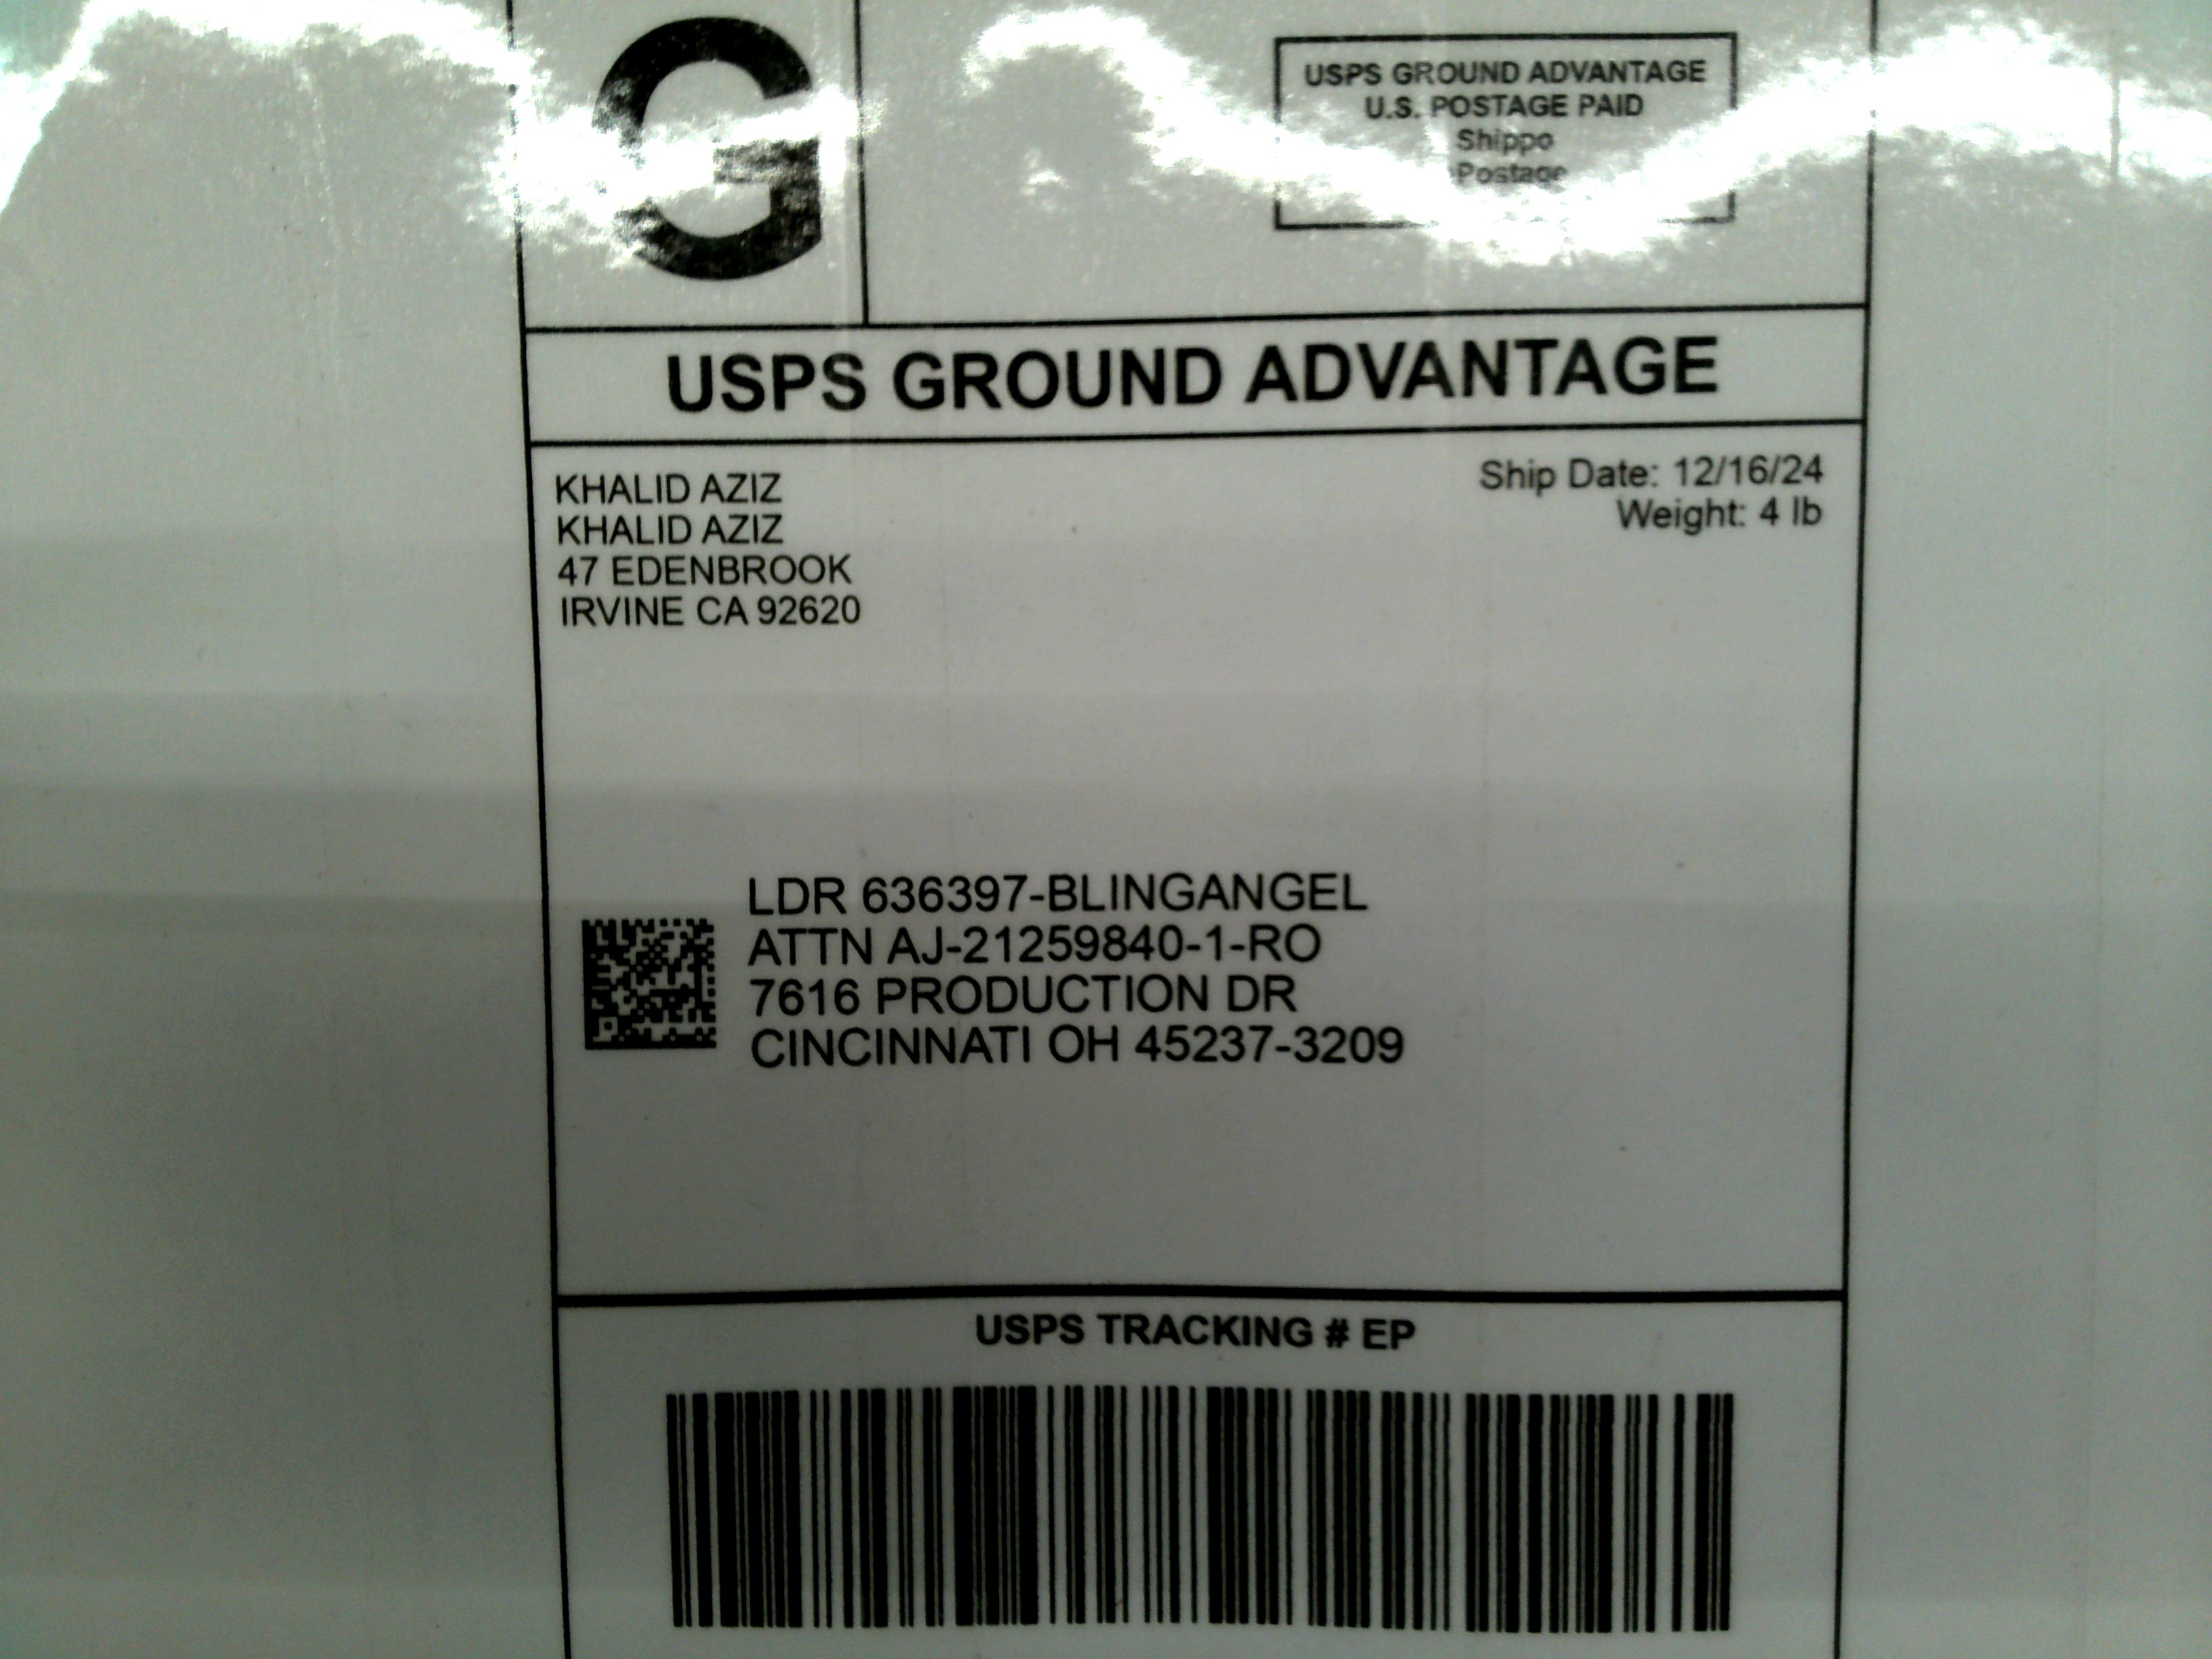 G
USPS GROUND ADVANTAGE
U.S. POSTAGE PAID
Shippo
Postage
USPS GROUND ADVANTAGE
KHALID AZIZ
KHALID AZIZ
47 EDENBROOK
IRVINE CA 92620
Ship Date: 12/16/24
Weight: 4 lb
LDR 636397-BLINGANGEL
ATTN AJ-21259840-1-RO
7616 PRODUCTION DR
CINCINNATI OH 45237-3209
USPS TRACKING # EP